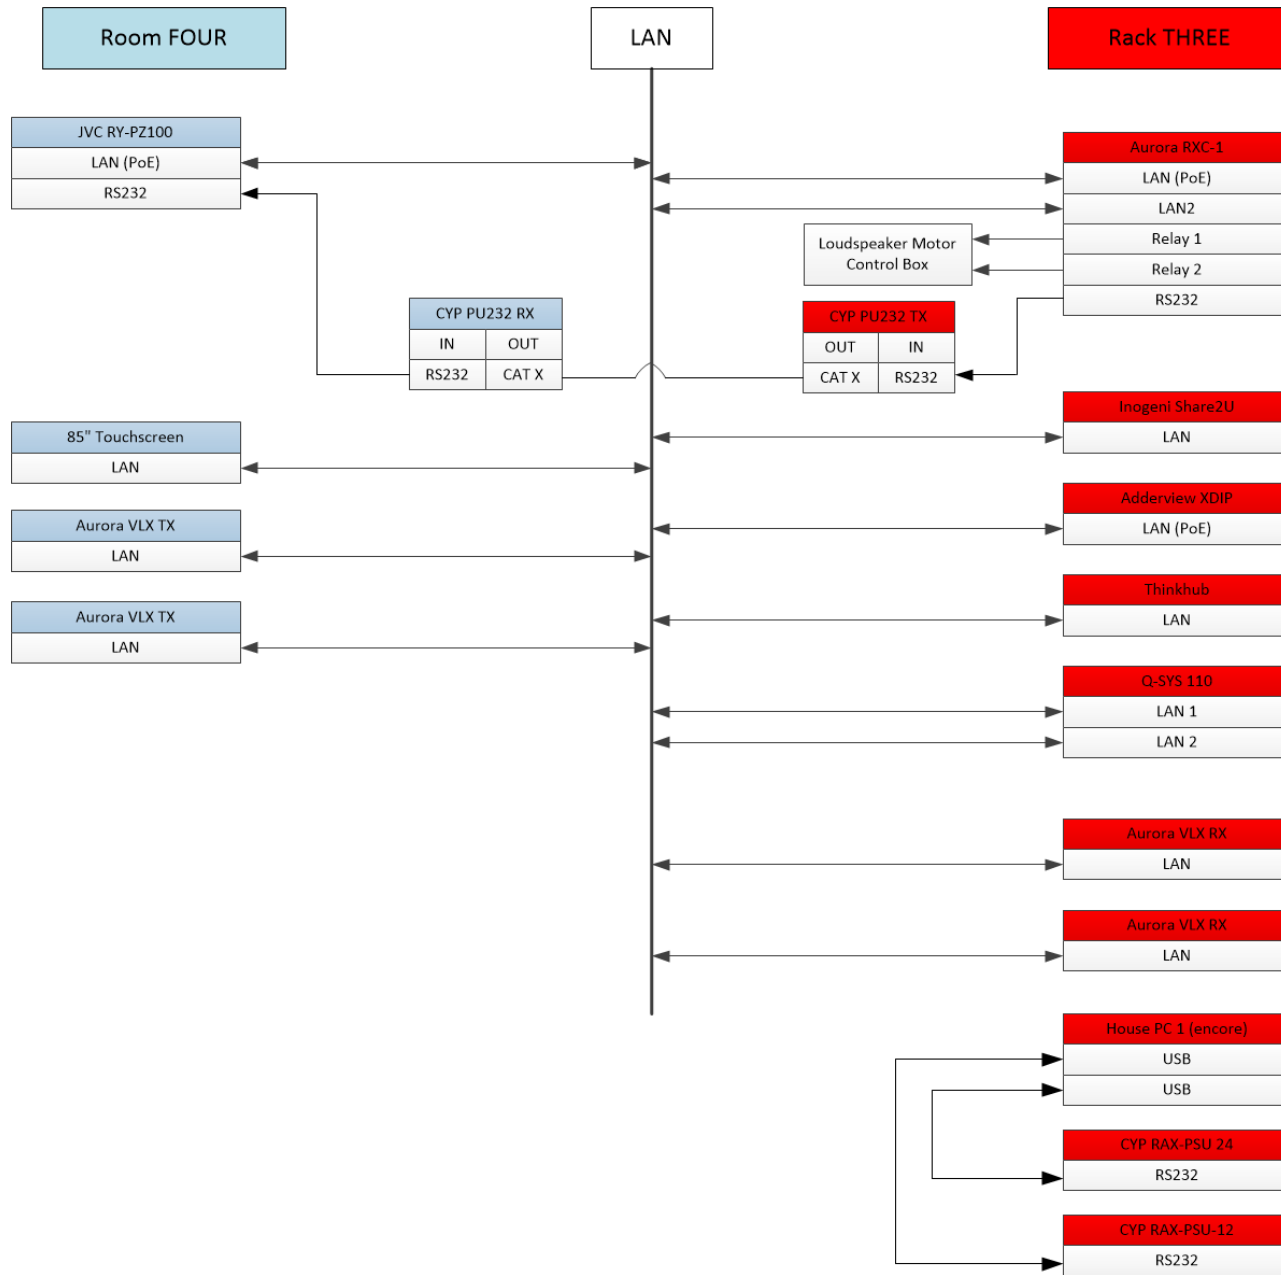 Room FOUR
LAN
Rack THREE
JVC RY-PZ100
LAN (PoE)
RS232
Aurora RXC-1
LAN (PoE)
LAN2
Relay 1
Relay 2
RS232
Loudspeaker Motor
Control Box
CYP PU232 RX
IN OUT
RS232 CAT X
CYP PU232 TX
OUT IN
CAT X RS232
85" Touchscreen
LAN
Aurora VLX TX
LAN
Aurora VLX TX
LAN
Inogeni Share2U
LAN
Adderview XDIP
LAN (PoE)
Thinkhub
LAN
Q-SYS 110
LAN 1
LAN 2
Aurora VLX RX
LAN
Aurora VLX RX
LAN
House PC 1 (encore)
USB
USB
CYP RAX-PSU 24
RS232
CYP RAX-PSU-12
RS232